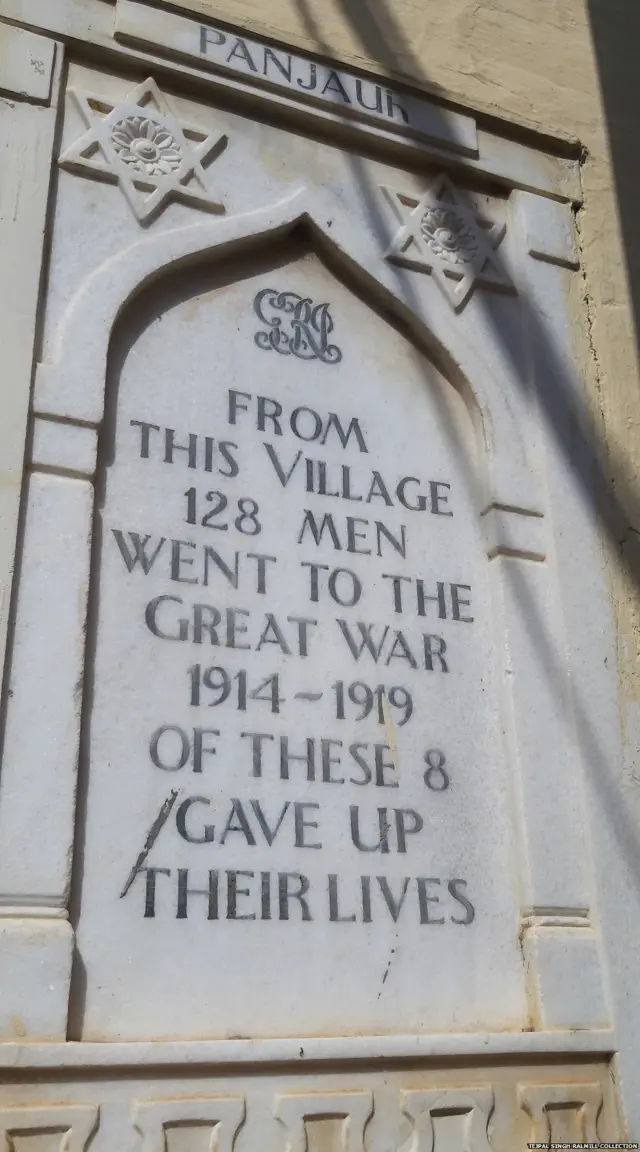 PANJAUR
GRI
FROM
THIS VILLAGE
128 MEN
WENT TO THE
GREAT WAR
1914~1919
OF THESE 8
GAVE UP
THEIR LIVES
TEJPAL SINGH RALMILL COLLECTION